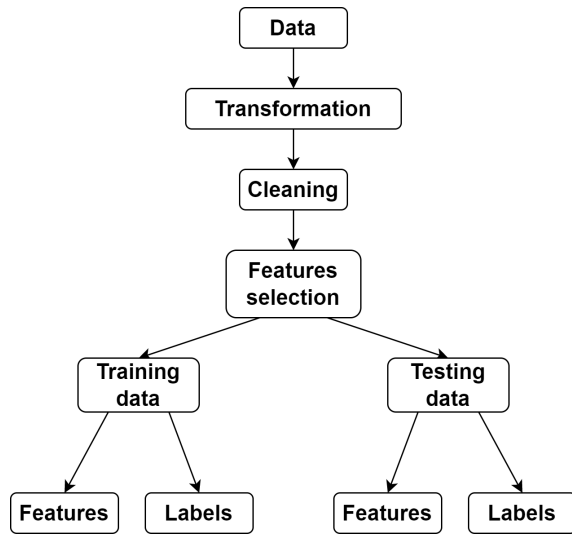 Data
Transformation
Cleaning
Features
selection
Training
data
Testing
data
Features
Labels
Features
Labels